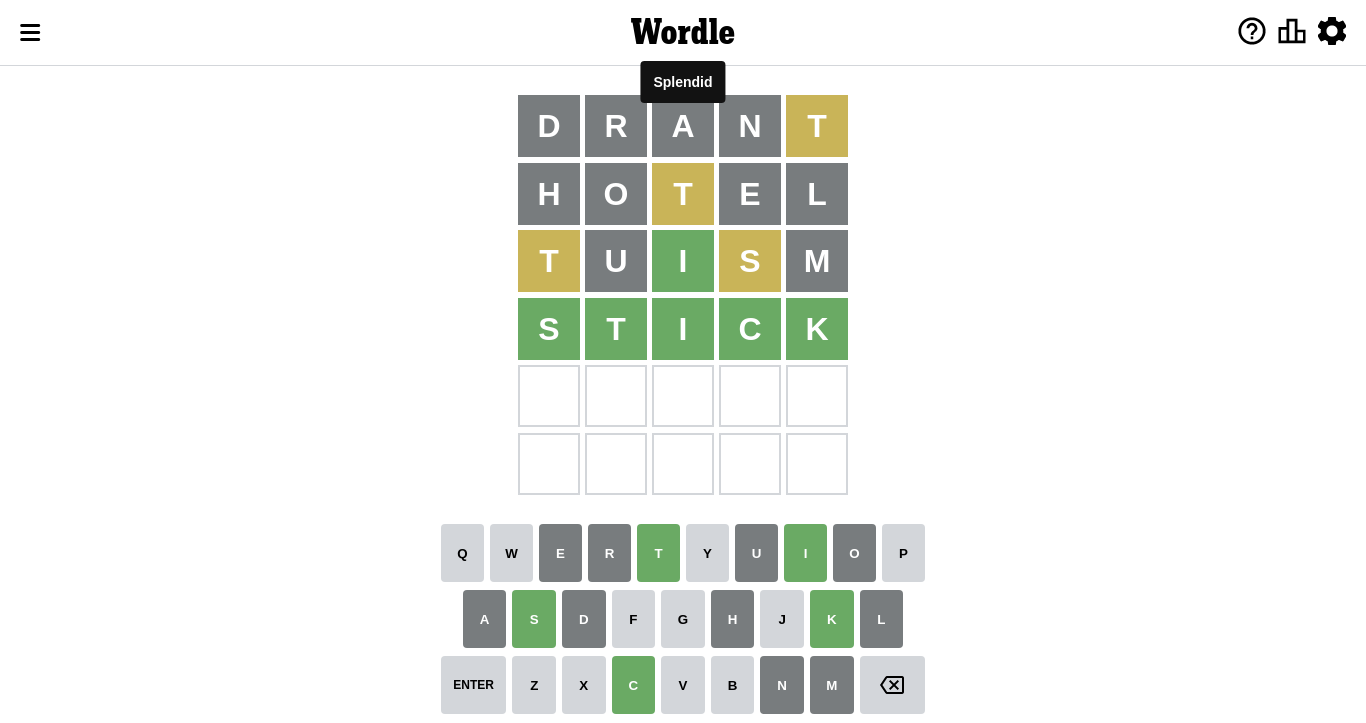 Wordle
Splendid
D R A N T
H O T E L
T U I S M
S T I C K
Q W E R T Y U I O P
A S D F G H J K L
ENTER Z X C V B N M